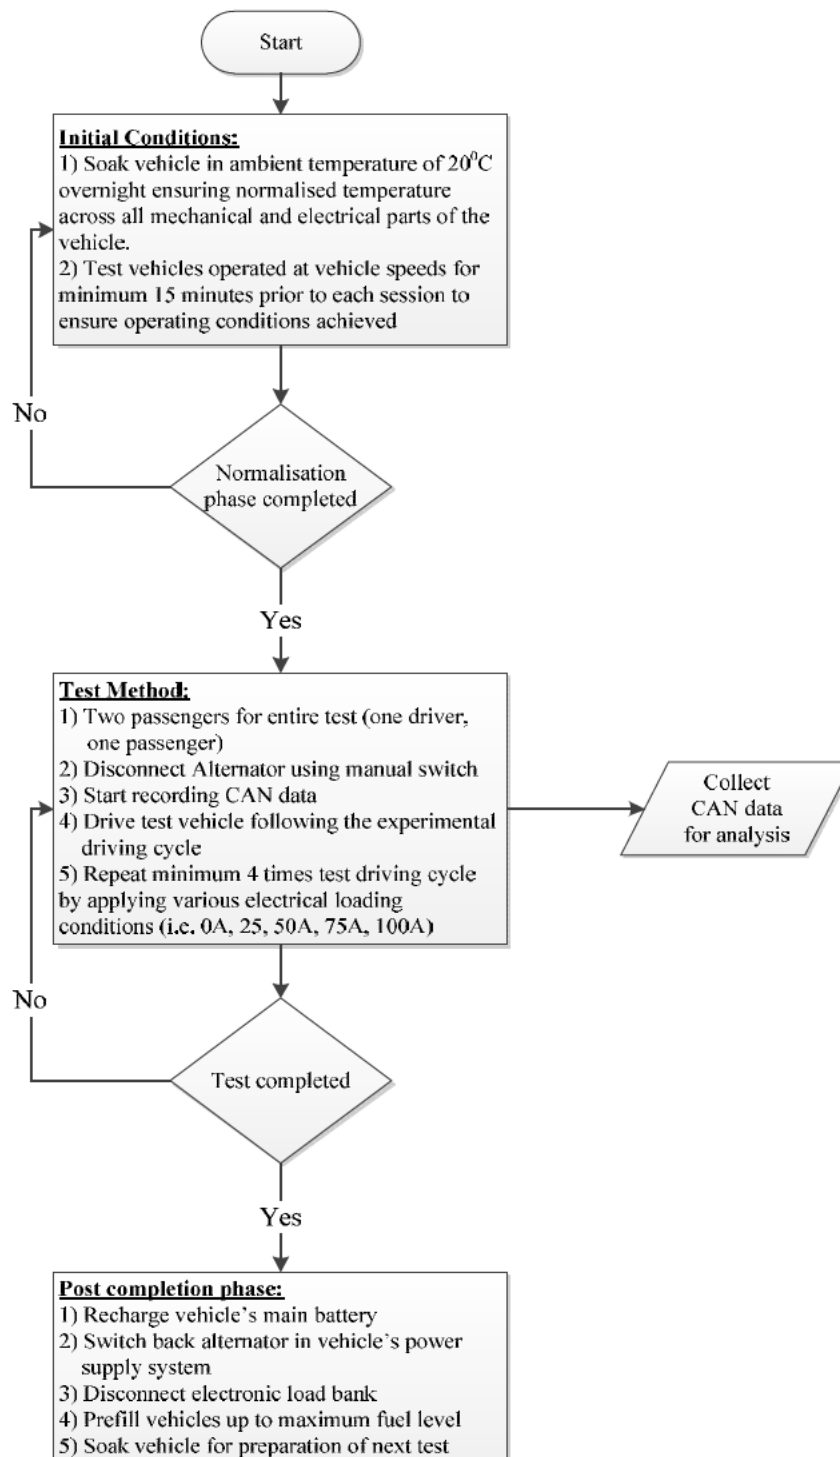 Start
Initial Conditions:
1) Soak vehicle in ambient temperature of 20⁰C
overnight ensuring normalised temperature
across all mechanical and electrical parts of the
vehicle.
2) Test vehicles operated at vehicle speeds for
minimum 15 minutes prior to each session to
ensure operating conditions achieved
No
Normalisation
phase completed
Yes
Test Method:
1) Two passengers for entire test (one driver,
one passenger)
2) Disconnect Alternator using manual switch
3) Start recording CAN data
4) Drive test vehicle following the experimental
driving cycle
5) Repeat minimum 4 times test driving cycle
by applying various electrical loading
conditions (i.e. 0A, 25, 50A, 75A, 100A)
Collect
CAN data
for analysis
No
Test completed
Yes
Post completion phase:
1) Recharge vehicle's main battery
2) Switch back alternator in vehicle's power
supply system
3) Disconnect electronic load bank
4) Prefill vehicles up to maximum fuel level
5) Soak vehicle for preparation of next test